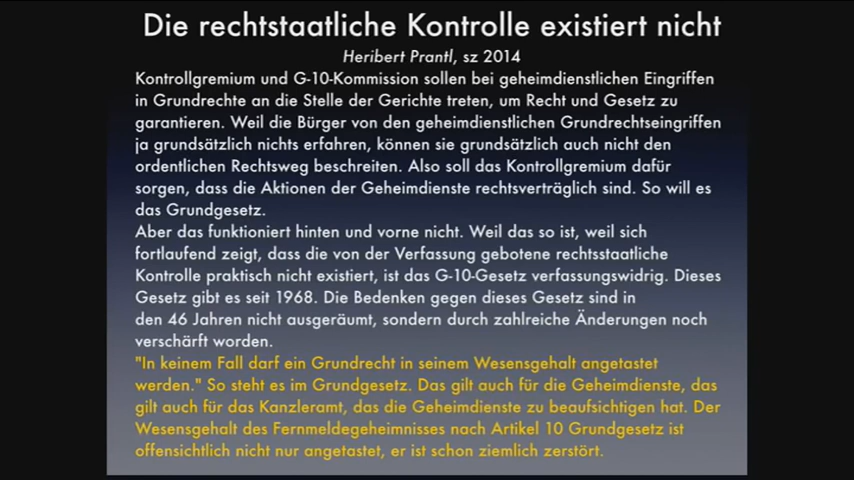 Die rechtstaatliche Kontrolle existiert nicht
Heribert Prantl, sz 2014
Kontrollgremium und G-10-Kommission sollen bei geheimdienstlichen Eingriffen
in Grundrechte an die Stelle der Gerichte treten, um Recht und Gesetz zu
garantieren. Weil die Bürger von den geheimdienstlichen Grundrechtseingriffen
ja grundsätzlich nichts erfahren, können sie grundsätzlich auch nicht den
ordentlichen Rechtsweg beschreiten. Also soll das Kontrollgremium dafür
sorgen, dass die Aktionen der Geheimdienste rechtsverträglich sind. So will es
das Grundgesetz.
Aber das funktioniert hinten und vorne nicht. Weil das so ist, weil sich
fortlaufend zeigt, dass die von der Verfassung gebotene rechtsstaatliche
Kontrolle praktisch nicht existiert, ist das G-10-Gesetz verfassungswidrig. Dieses
Gesetz gibt es seit 1968. Die Bedenken gegen dieses Gesetz sind in
den 46 Jahren nicht ausgeräumt, sondern durch zahlreiche Änderungen noch
verschärft worden.
"In keinem Fall darf ein Grundrecht in seinem Wesensgehalt angetastet
werden." So steht es im Grundgesetz. Das gilt auch für die Geheimdienste, das
gilt auch für das Kanzleramt, das die Geheimdienste zu beaufsichtigen hat. Der
Wesensgehalt des Fernmeldegeheimnisses nach Artikel 10 Grundgesetz ist
offensichtlich nicht nur angetastet, er ist schon ziemlich zerstört.